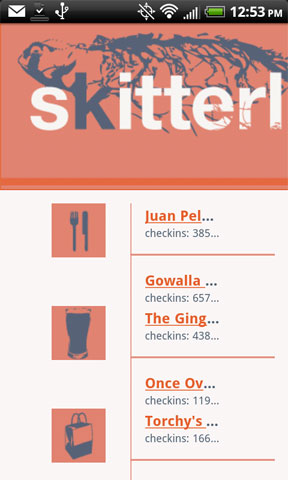 12:53 PM
skitterl
Juan Pel...
checkins: 385...
Gowalla ...
checkins: 657...
The Ging...
checkins: 438...
Once Ov...
checkins: 119...
Torchy's ...
checkins: 166...